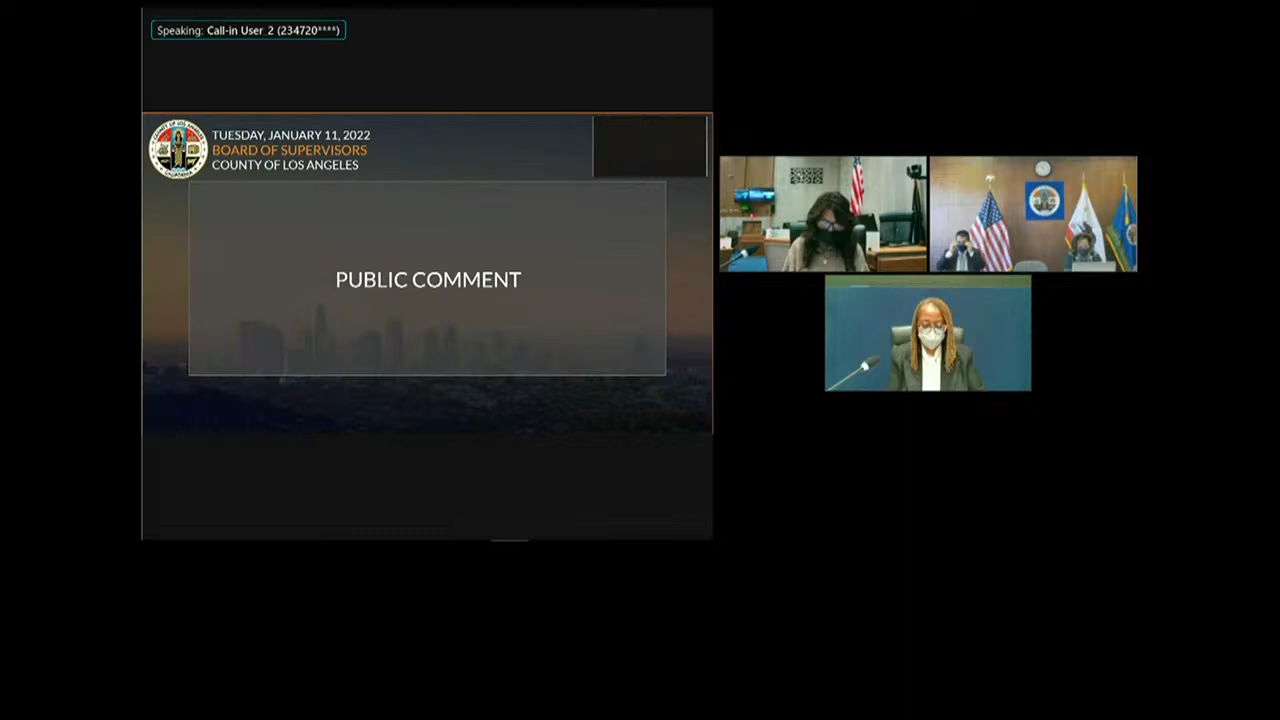 Speaking: Call-in User 2 (234720****)
TUESDAY, JANUARY 11, 2022
BOARD OF SUPERVISORS
COUNTY OF LOS ANGELES
PUBLIC COMMENT